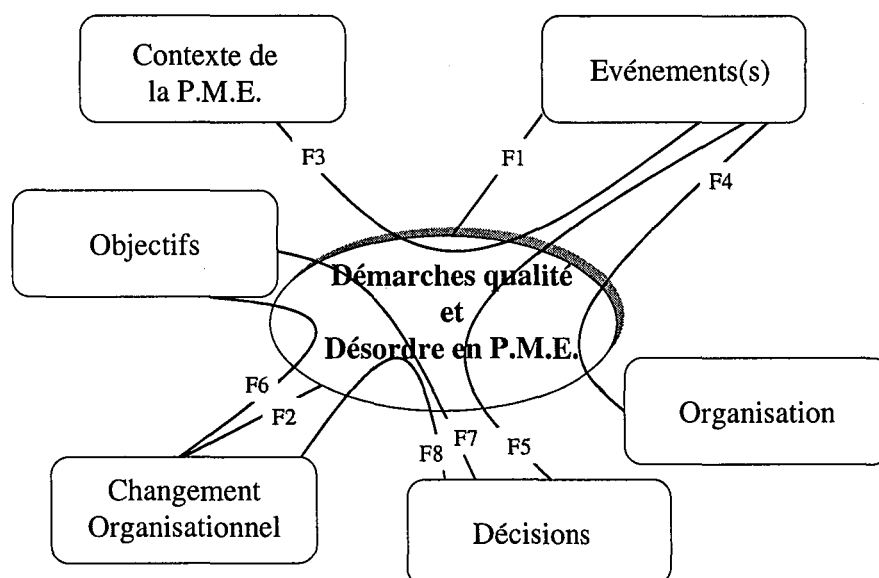 Contexte de
la P.M.E.
Evénements(s)
F3
F1
F4
Objectifs
Démarches qualité
et
Désordre en P.M.E.
F6
F2
Organisation
F7
F8
F5
Changement
Organisationnel
Décisions